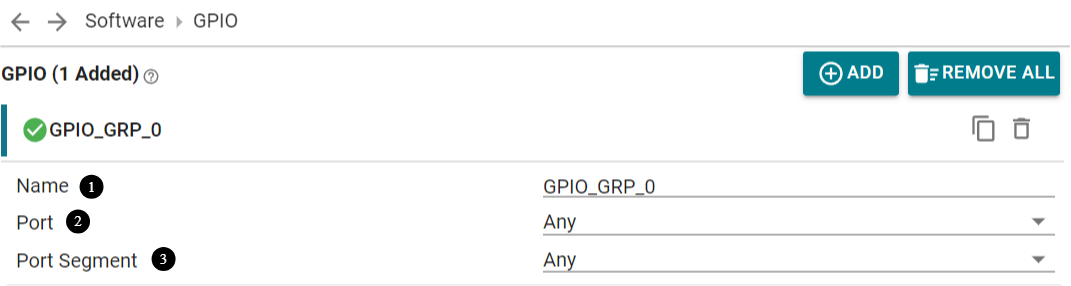 Software GPIO
GPIO (1 Added) ?
ADD
REMOVE ALL
GPIO_GRP_0
Name 1 GPIO_GRP_0
Port 2 Any
Port Segment 3 Any